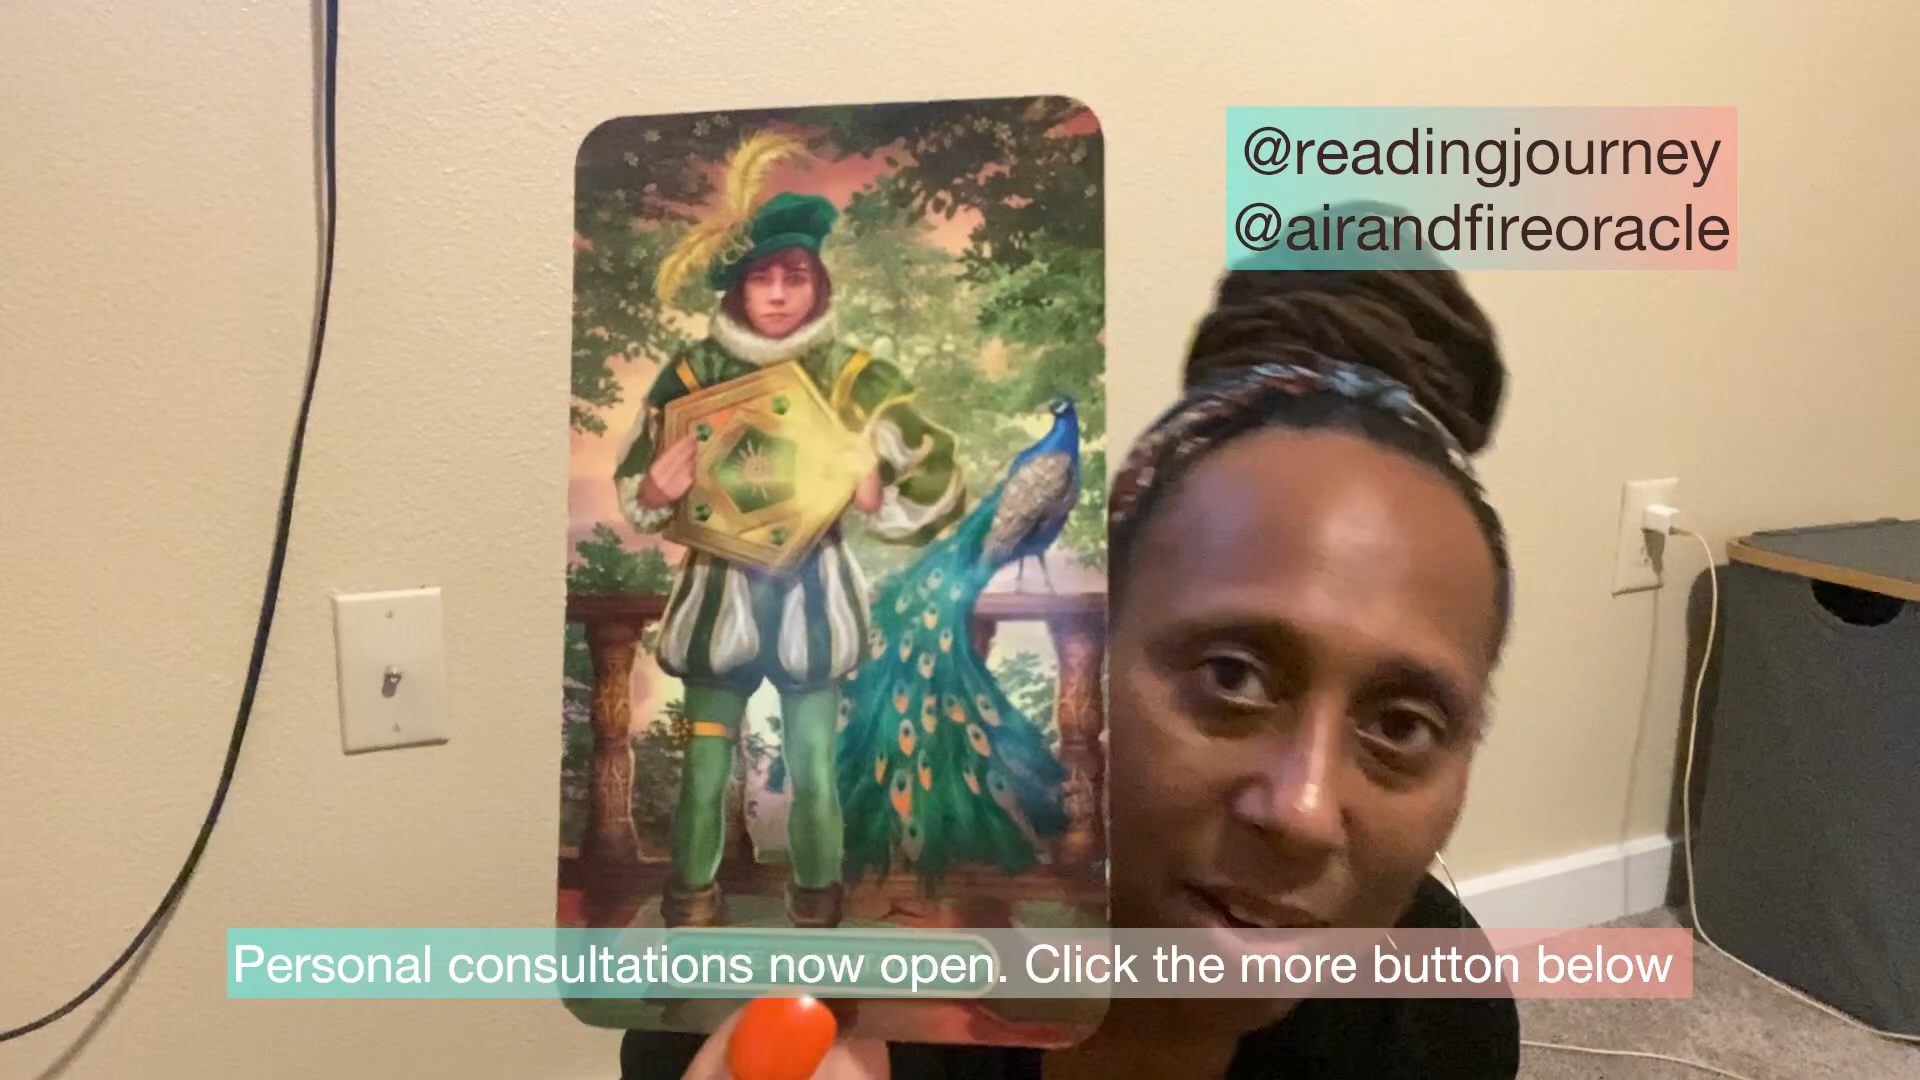 @readingjourney
@airandfireoracle
Personal consultations now open. Click the more button below